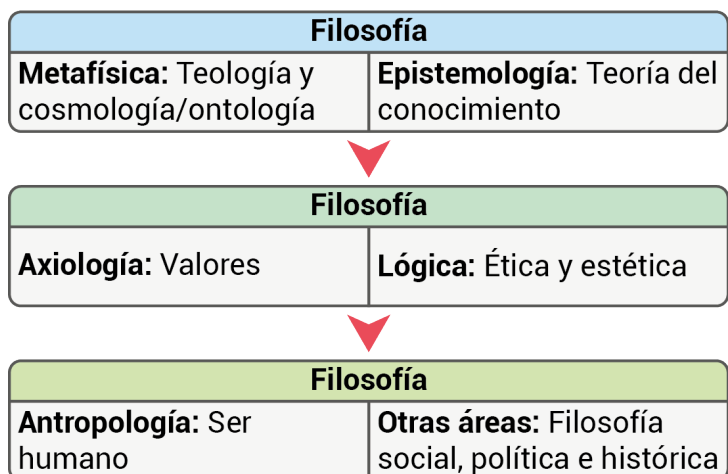 Filosofía
Metafísica: Teología y
cosmología/ontología
Epistemología: Teoría del
conocimiento
Filosofía
Axiología: Valores
Lógica: Ética y estética
Filosofía
Antropología: Ser
humano
Otras áreas: Filosofía
social, política e histórica